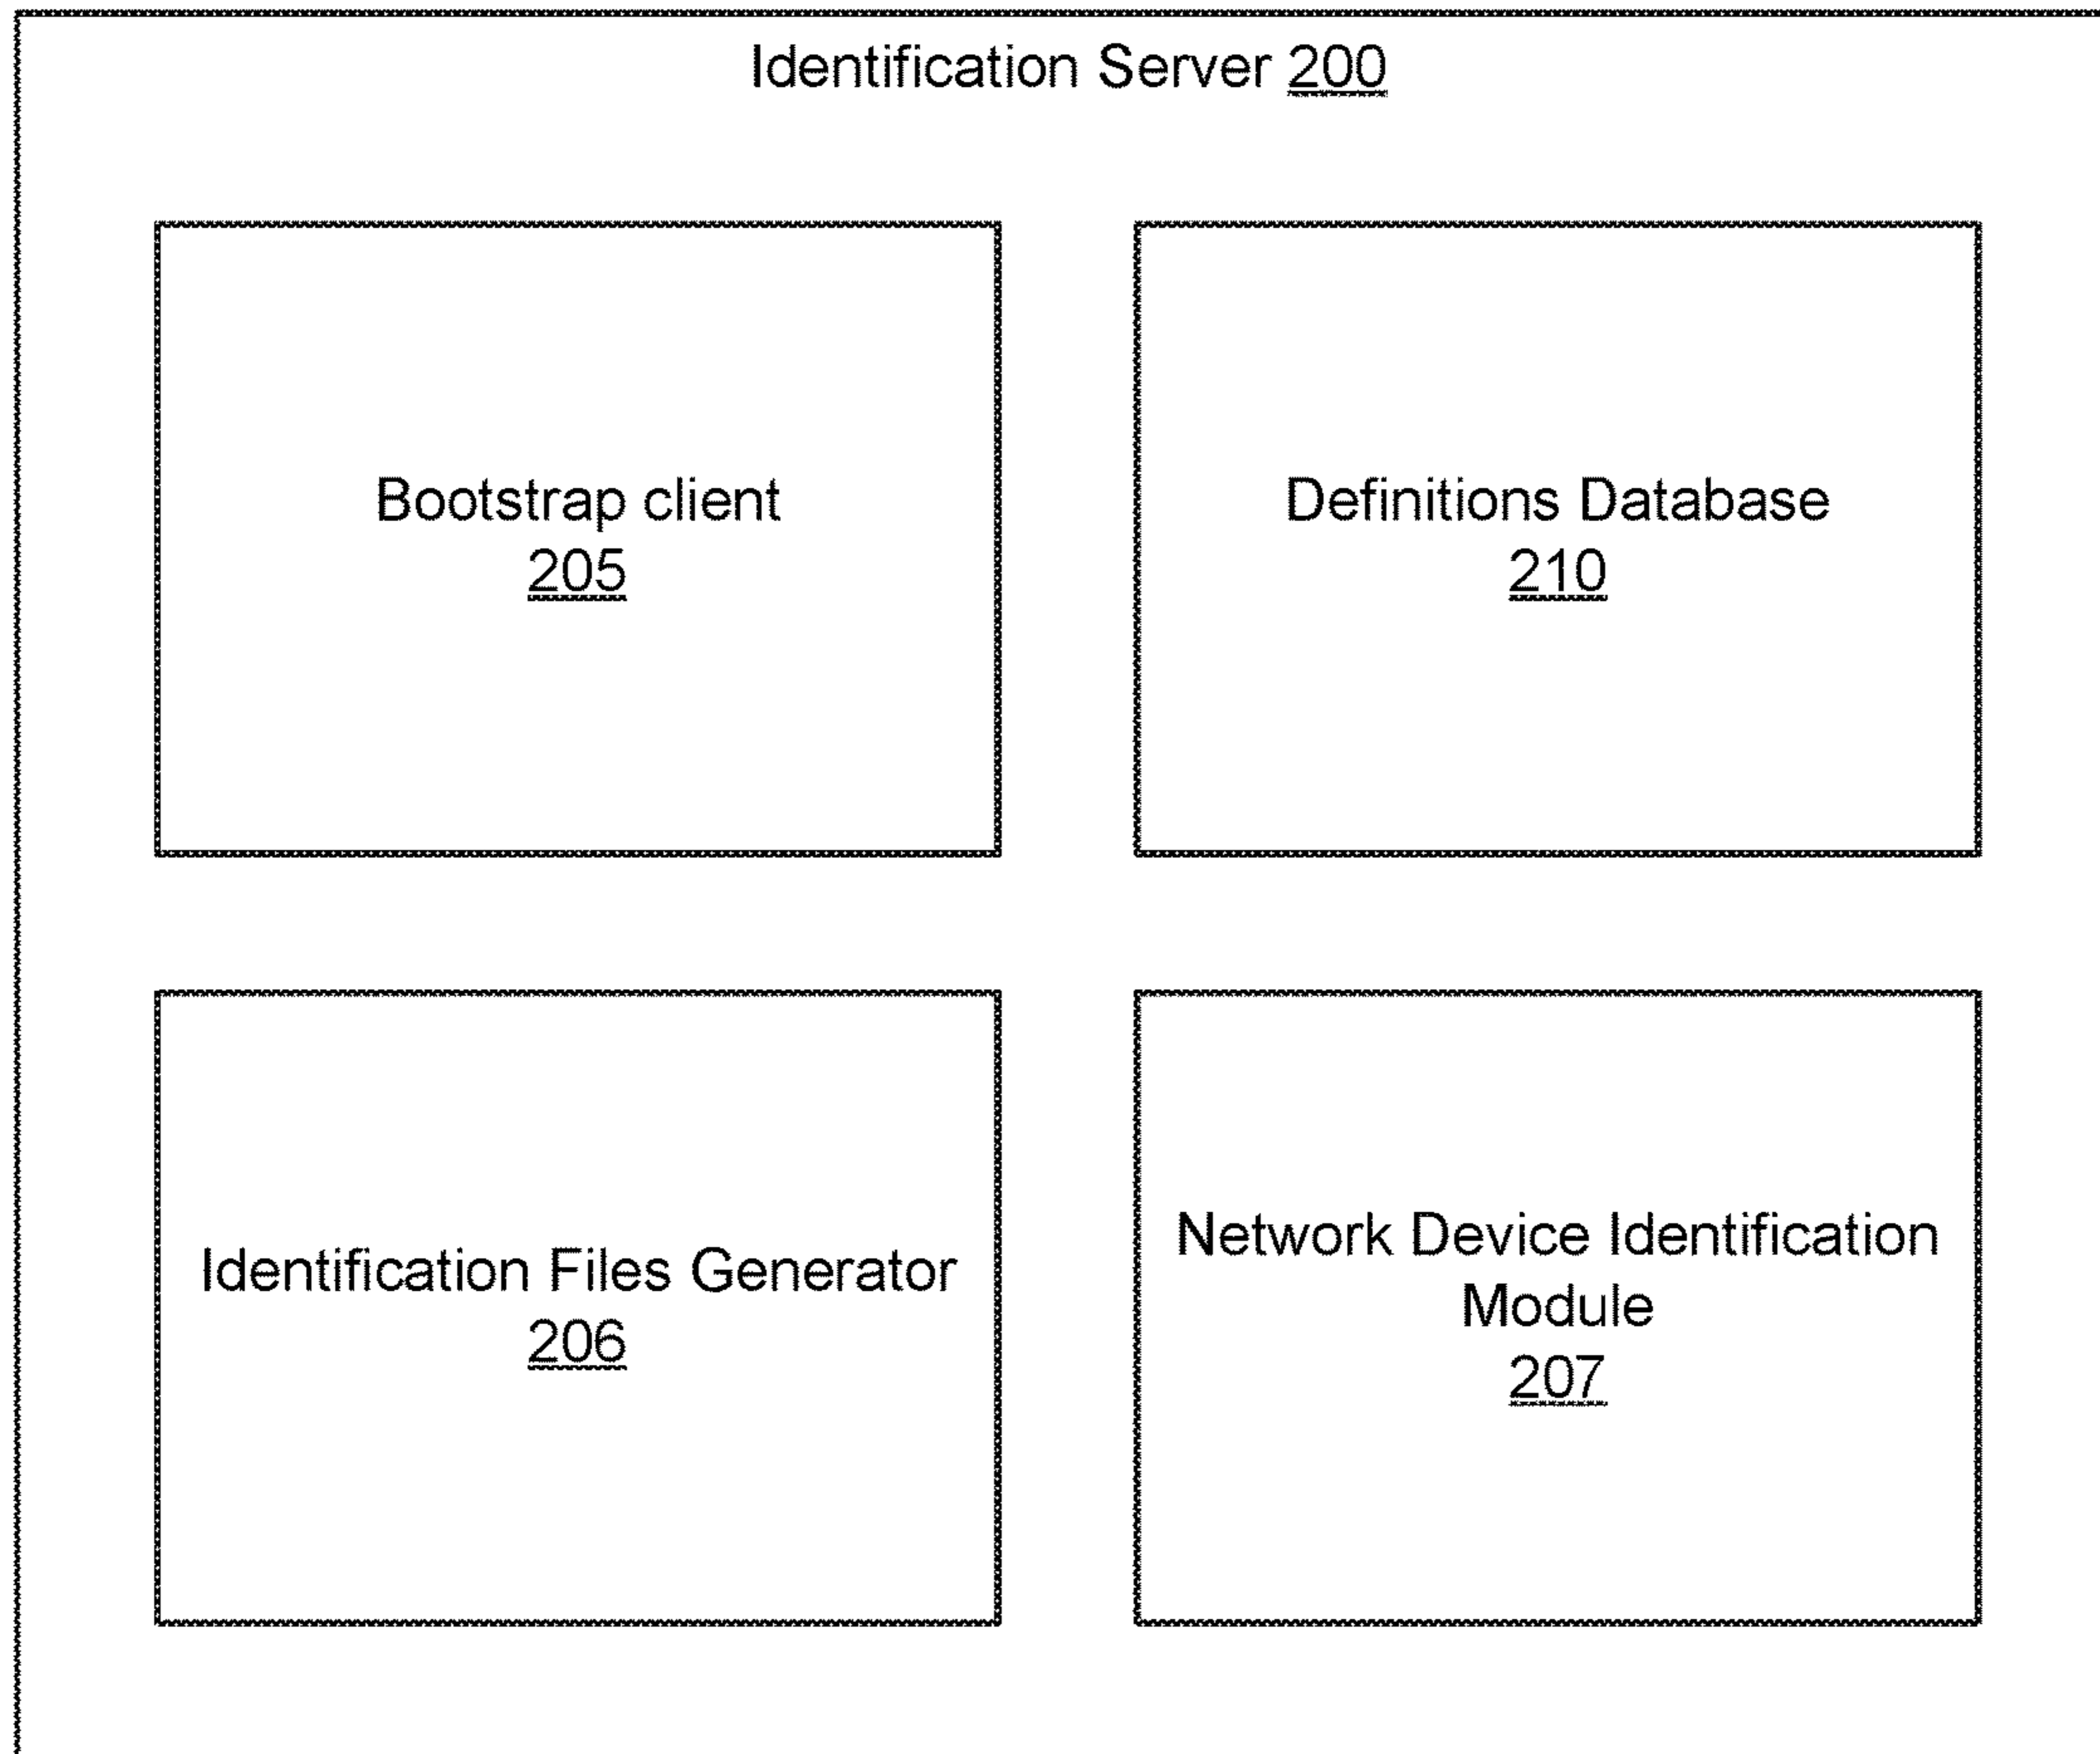 Identification Server 200
Bootstrap client
205
Definitions Database
210
Identification Files Generator
206
Network Device Identification
Module
207